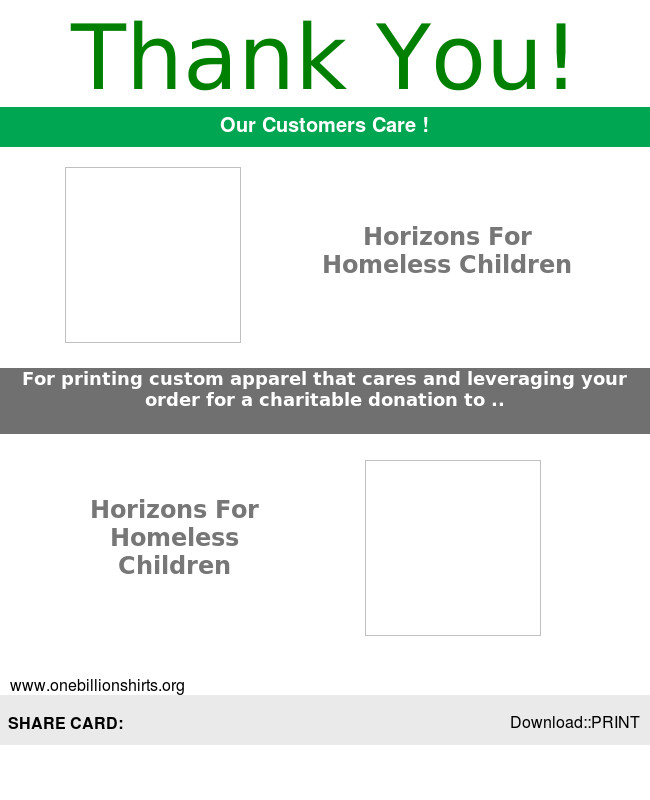 Thank You!
Our Customers Care !
Horizons For
Homeless Children
For printing custom apparel that cares and leveraging your
order for a charitable donation to ..
Horizons For
Homeless
Children
www.onebillionshirts.org
SHARE CARD:
Download::PRINT